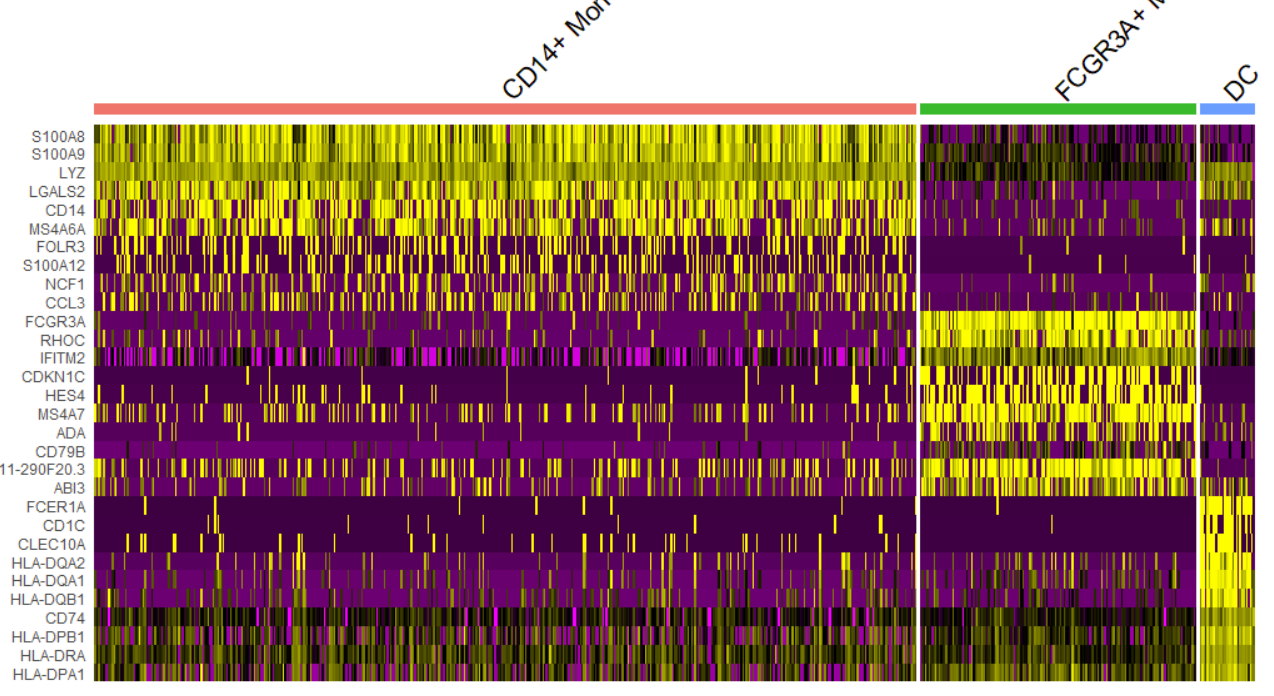 CD14+ Mon
FCGR3A+ M
DC
S100A8
S100A9
LYZ
LGALS2
CD14
MS4A6A
FOLR3
S100A12
NCF1
CCL3
FCGR3A
RHOC
IFITM2
CDKN1C
HES4
MS4A7
ADA
CD79B
11-290F20.3
ABI3
FCER1A
CD1C
CLEC10A
HLA-DQA2
HLA-DQA1
HLA-DQB1
CD74
HLA-DPB1
HLA-DRA
HLA-DPA1